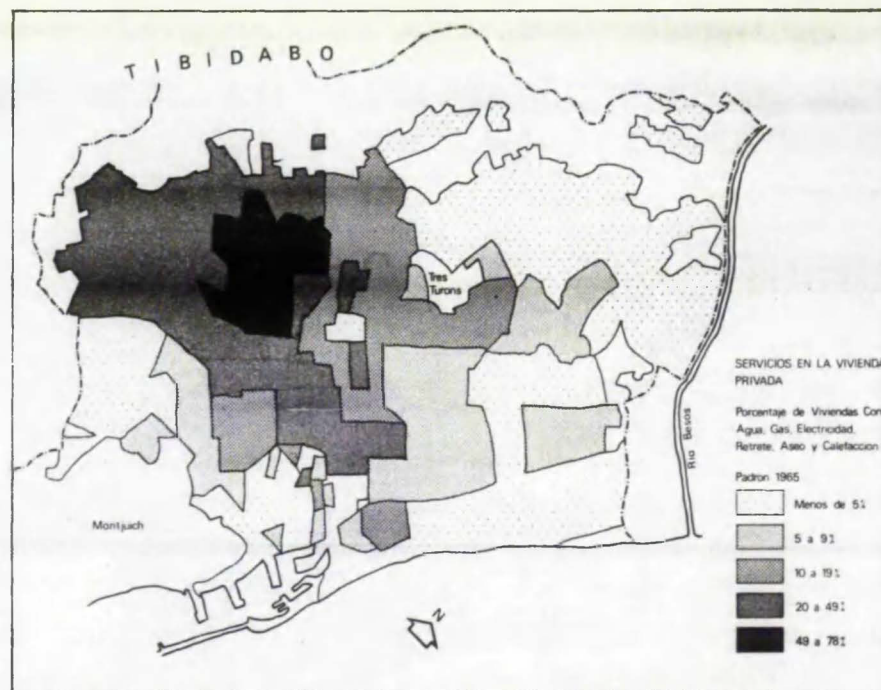 TIBIDABO
Tres
Turons
SERVICIOS EN LA VIVIENDA
PRIVADA
Porcentaje de Viviendas Con
Agua, Gas, Electricidad,
Retrete, Aseo y Calefaccion
Rio Besos
Padron 1965
Menos de 5%
Montjuich
5 a 9%
10 a 19%
20 a 49%
49 a 78%
N